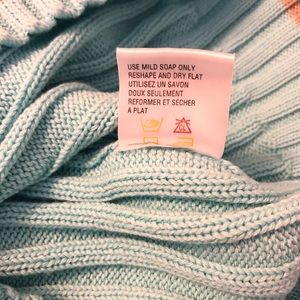 USE MILD SOAP ONLY
RESHAPE AND DRY FLAT
UTILISEZ UN SAVON
DOUX SEULEMENT
REFORMER ET SECHER
A PLAT